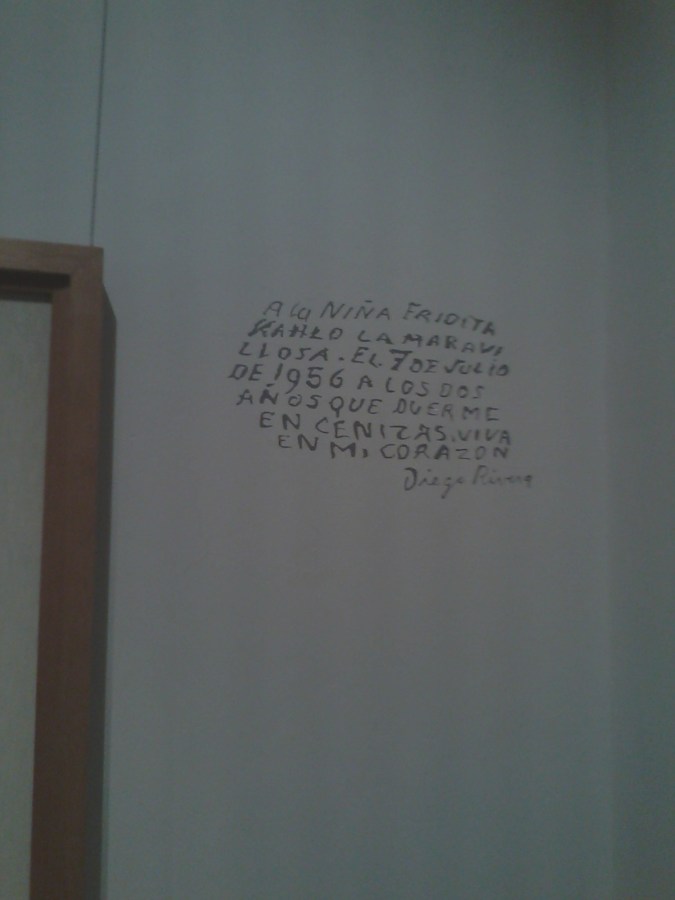 A la NIÑA FRIDITA
KAHLO LA MARAVI
LLOSA. EL 7 DE JULIO
DE 1956 A LOS DOS
AÑOS QUE DUERME
EN CENIZAS, VIVA
EN MI CORAZON
Diego Rivera